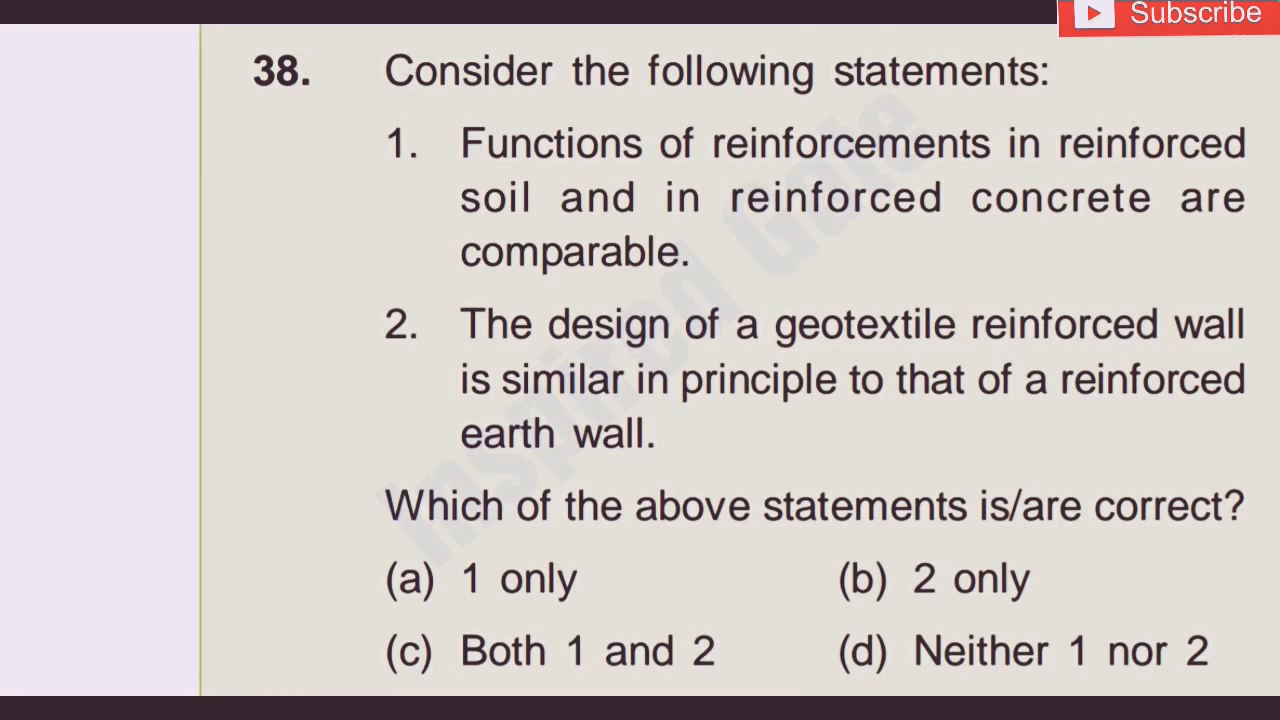 Subscribe
38. Consider the following statements:
1. Functions of reinforcements in reinforced
soil and in reinforced concrete are
comparable.
2. The design of a geotextile reinforced wall
is similar in principle to that of a reinforced
earth wall.
Which of the above statements is/are correct?
(a) 1 only (b) 2 only
(c) Both 1 and 2 (d) Neither 1 nor 2
Inspired Gate